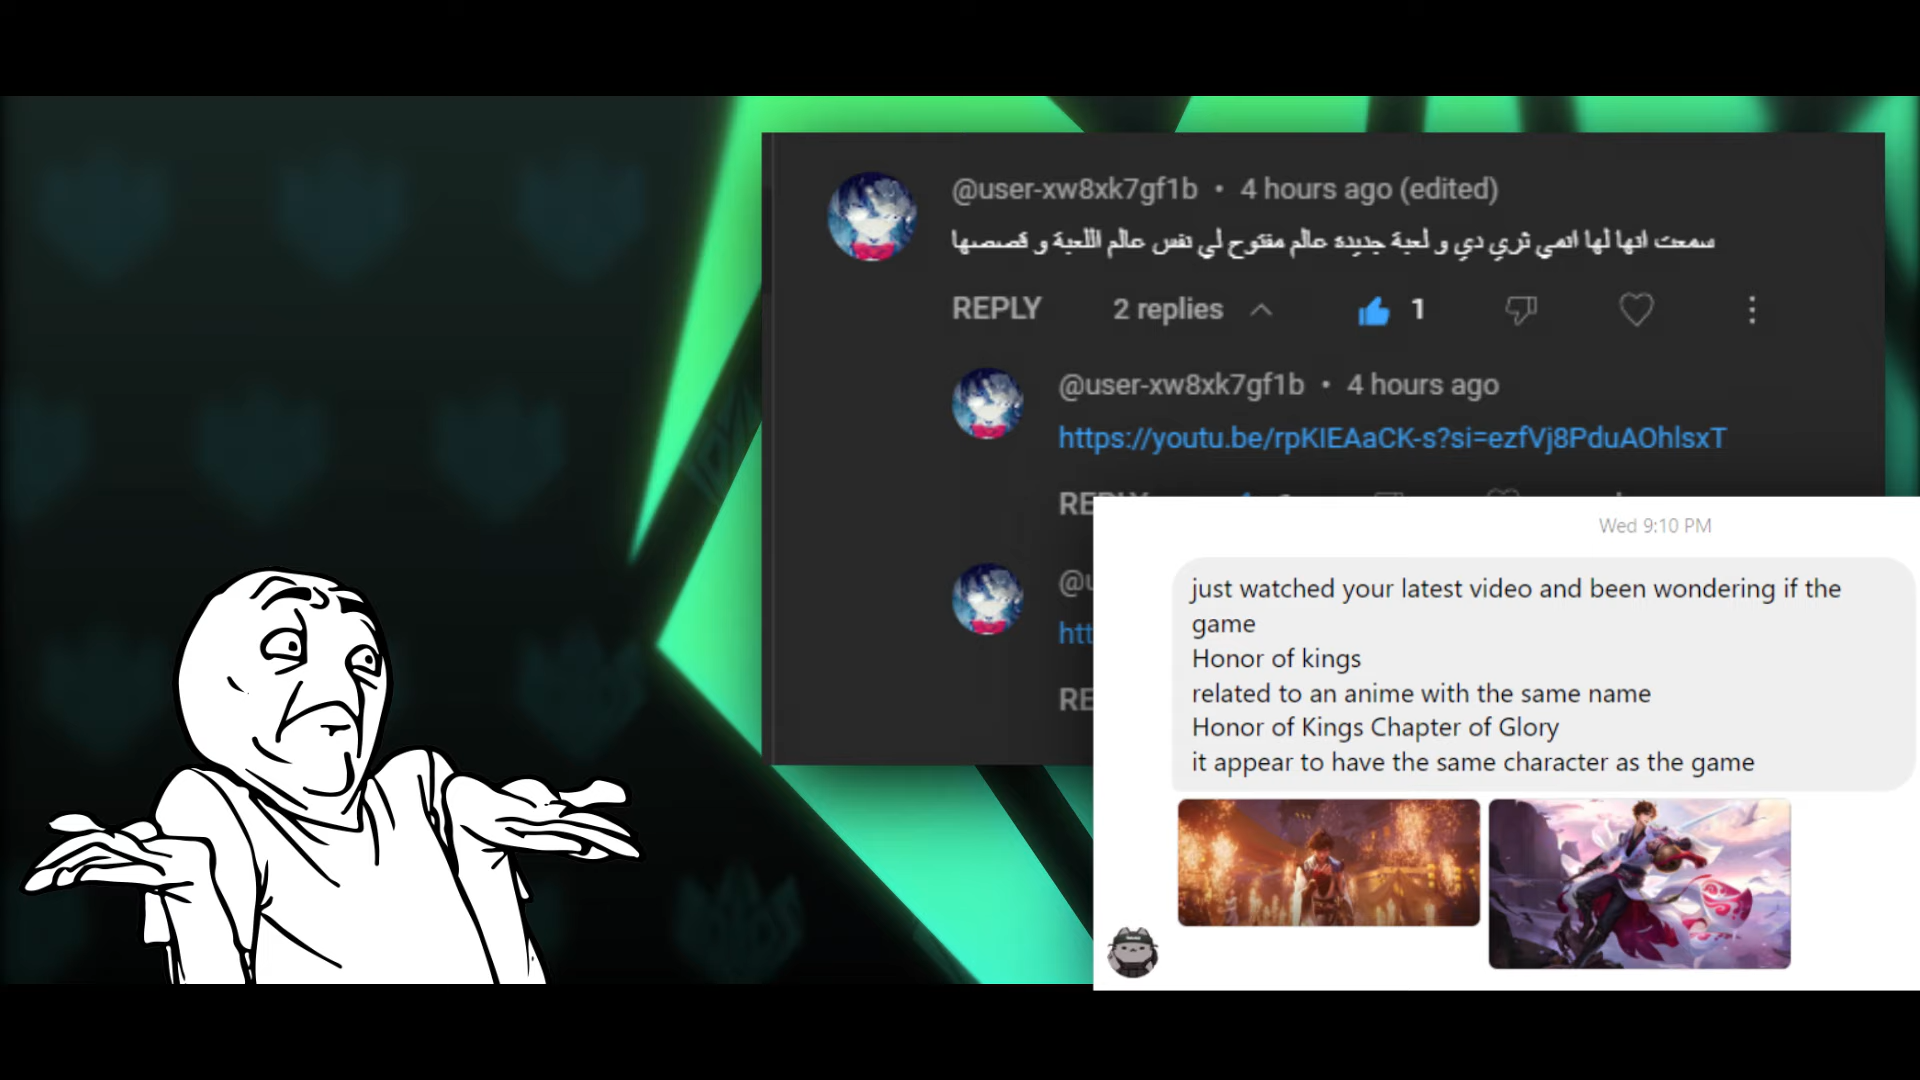 @user-xw8xk7gf1b • 4 hours ago (edited)
سمعت انها لها انمي ثري دي و لعبة جديدة عالم مفتوح لي نفس عالم اللعبة و قصصها
REPLY 2 replies 1
@user-xw8xk7gf1b • 4 hours ago
https://youtu.be/rpKIEAaCK-s?si=ezfVj8PduAOhlsxT
Wed 9:10 PM
just watched your latest video and been wondering if the
game
Honor of kings
related to an anime with the same name
Honor of Kings Chapter of Glory
it appear to have the same character as the game